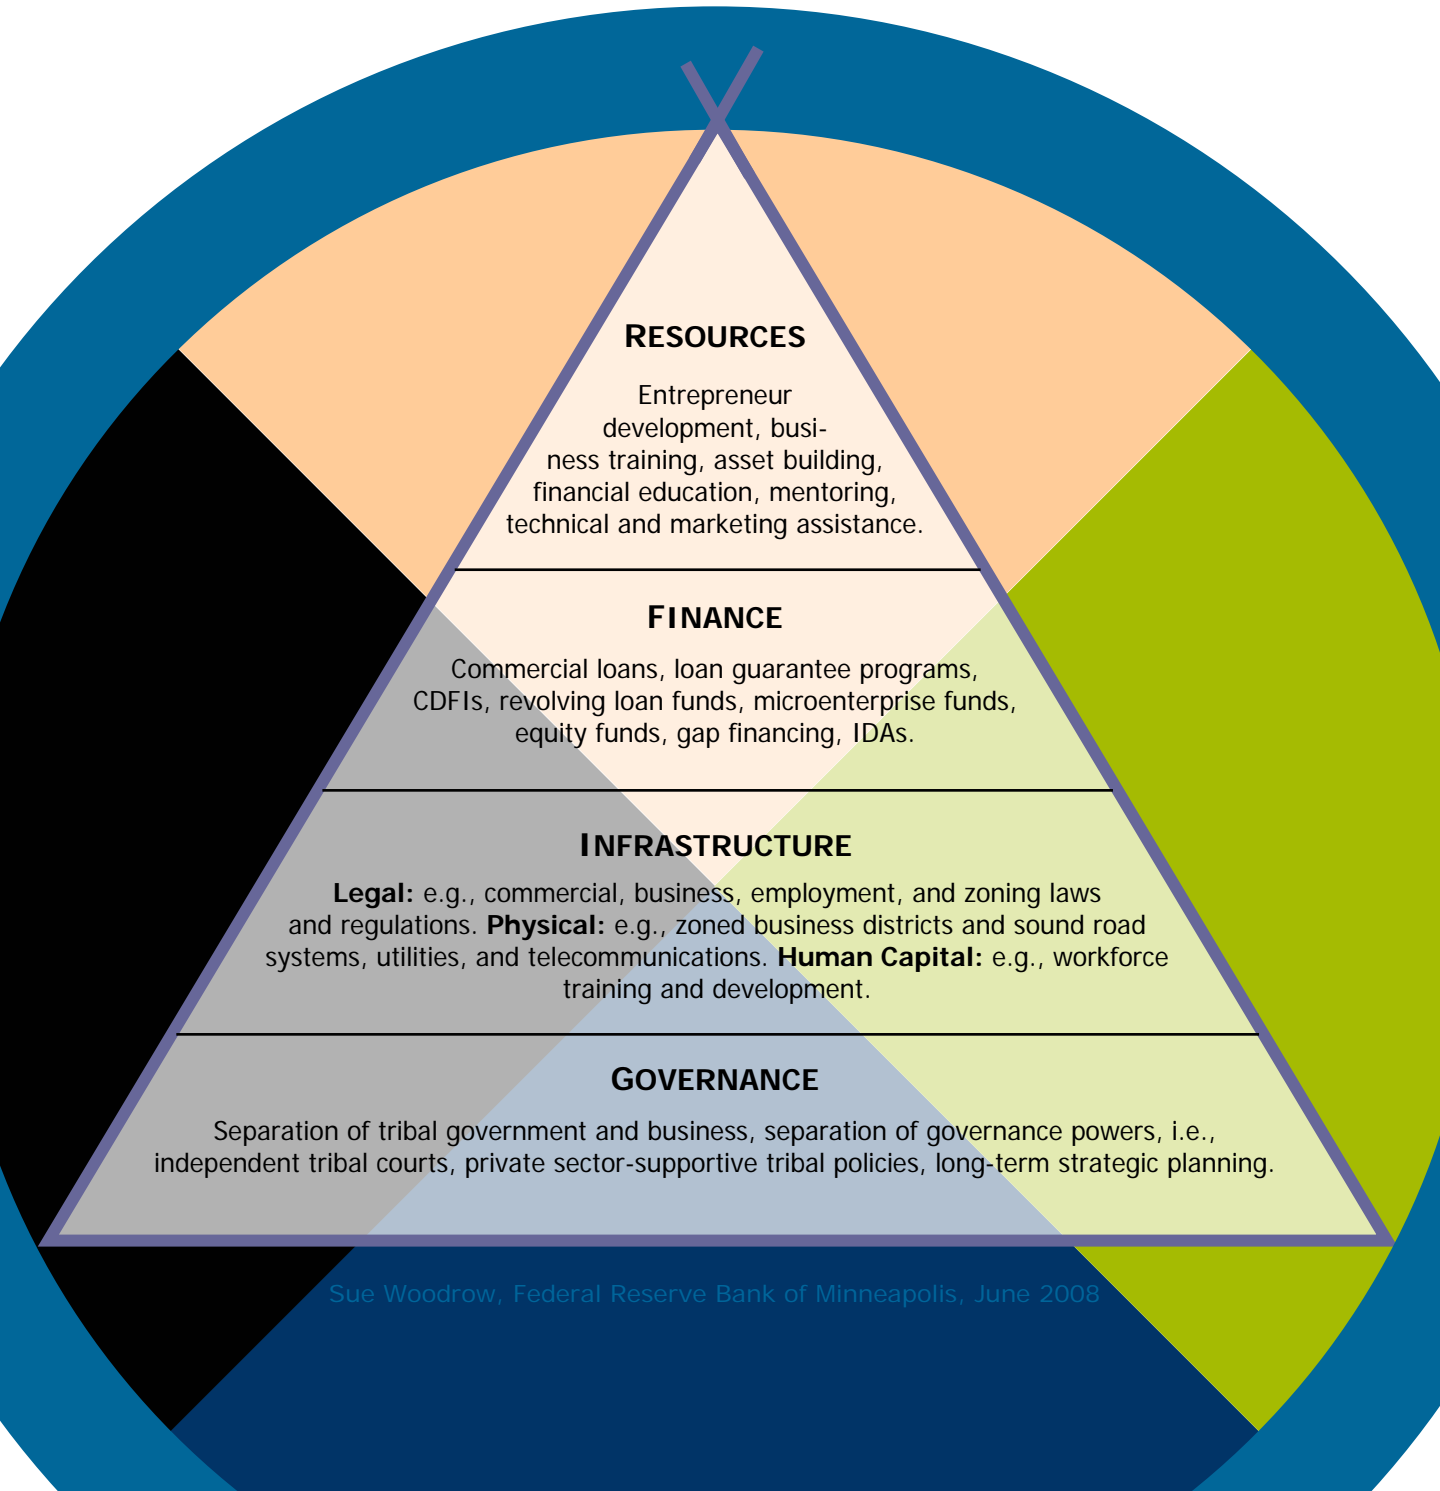 RESOURCES
Entrepreneur
development, busi-
ness training, asset building,
financial education, mentoring,
technical and marketing assistance.
FINANCE
Commercial loans, loan guarantee programs,
CDFIs, revolving loan funds, microenterprise funds,
equity funds, gap financing, IDAs.
INFRASTRUCTURE
Legal: e.g., commercial, business, employment, and zoning laws
and regulations. Physical: e.g., zoned business districts and sound road
systems, utilities, and telecommunications. Human Capital: e.g., workforce
training and development.
GOVERNANCE
Separation of tribal government and business, separation of governance powers, i.e.,
independent tribal courts, private sector-supportive tribal policies, long-term strategic planning.
Sue Woodrow, Federal Reserve Bank of Minneapolis, June 2008